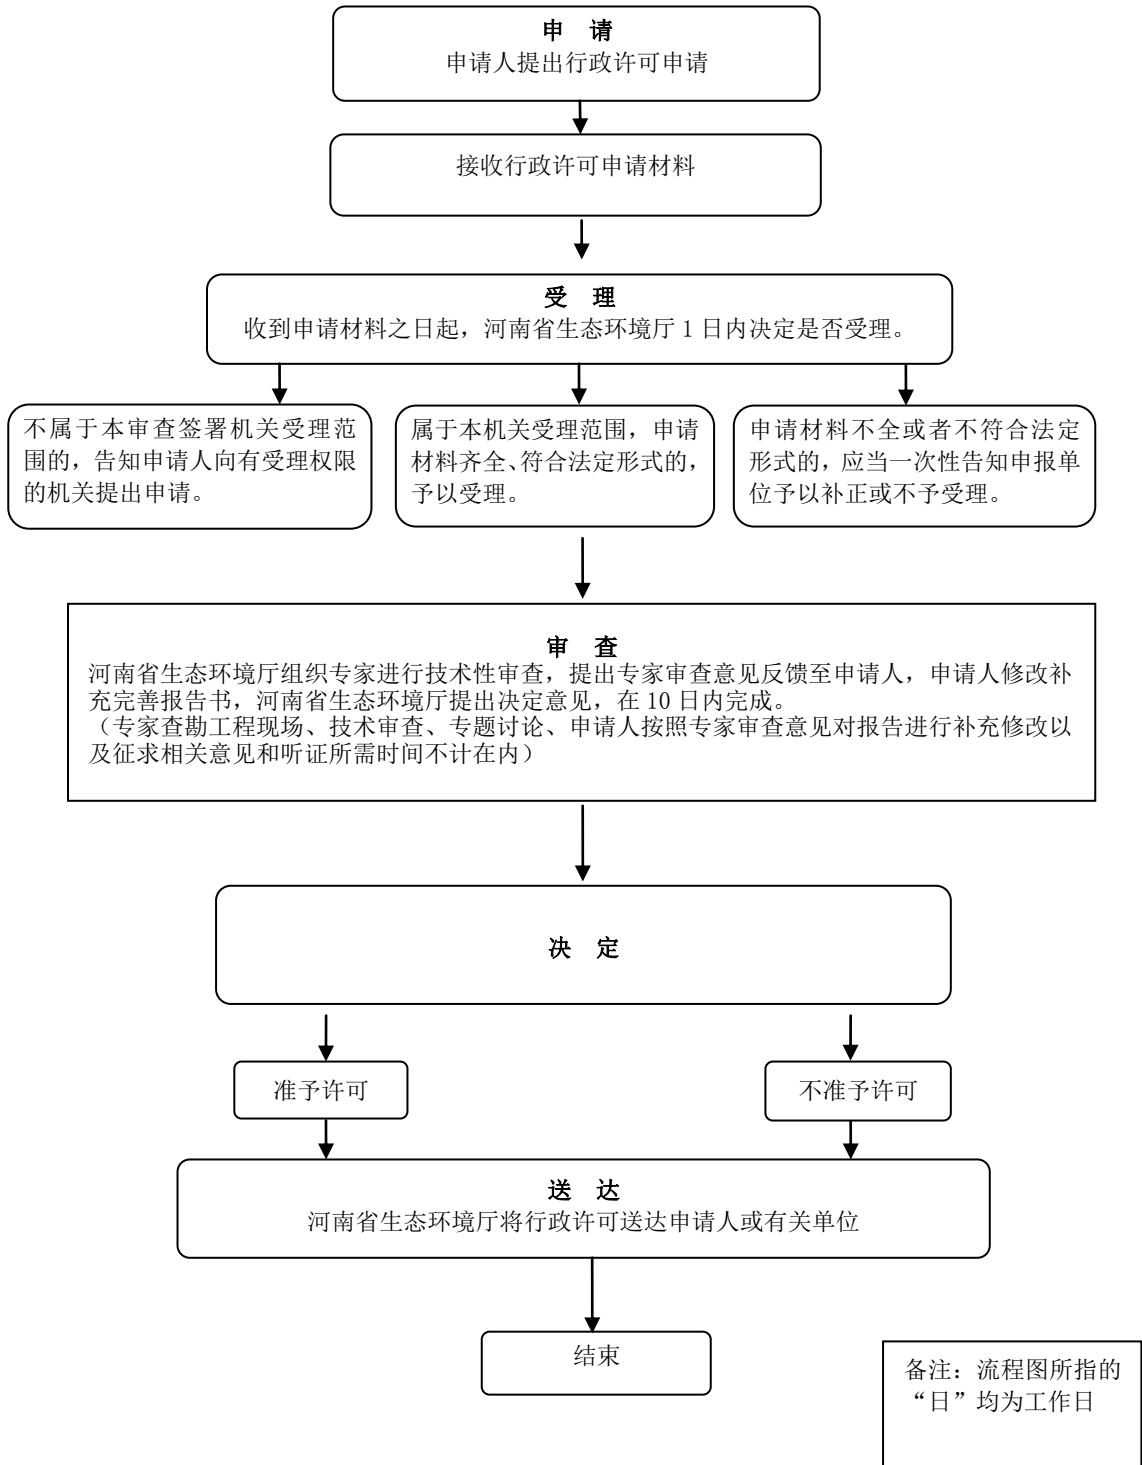 申 请
申请人提出行政许可申请
接收行政许可申请材料
受 理
收到申请材料之日起，河南省生态环境厅 1 日内决定是否受理。
不属于本审查签署机关受理范
围的，告知申请人向有受理权限
的机关提出申请。
属于本机关受理范围，申请
材料齐全、符合法定形式的，
予以受理。
申请材料不全或者不符合法定
形式的，应当一次性告知申报单
位予以补正或不予受理。
审 查
河南省生态环境厅组织专家进行技术性审查，提出专家审查意见反馈至申请人，申请人修改补
充完善报告书，河南省生态环境厅提出决定意见，在 10 日内完成。
（专家查勘工程现场、技术审查、专题讨论、申请人按照专家审查意见对报告进行补充修改以
及征求相关意见和听证所需时间不计在内）
决 定
准予许可
不准予许可
送 达
河南省生态环境厅将行政许可送达申请人或有关单位
结束
备注：流程图所指的
“日”均为工作日